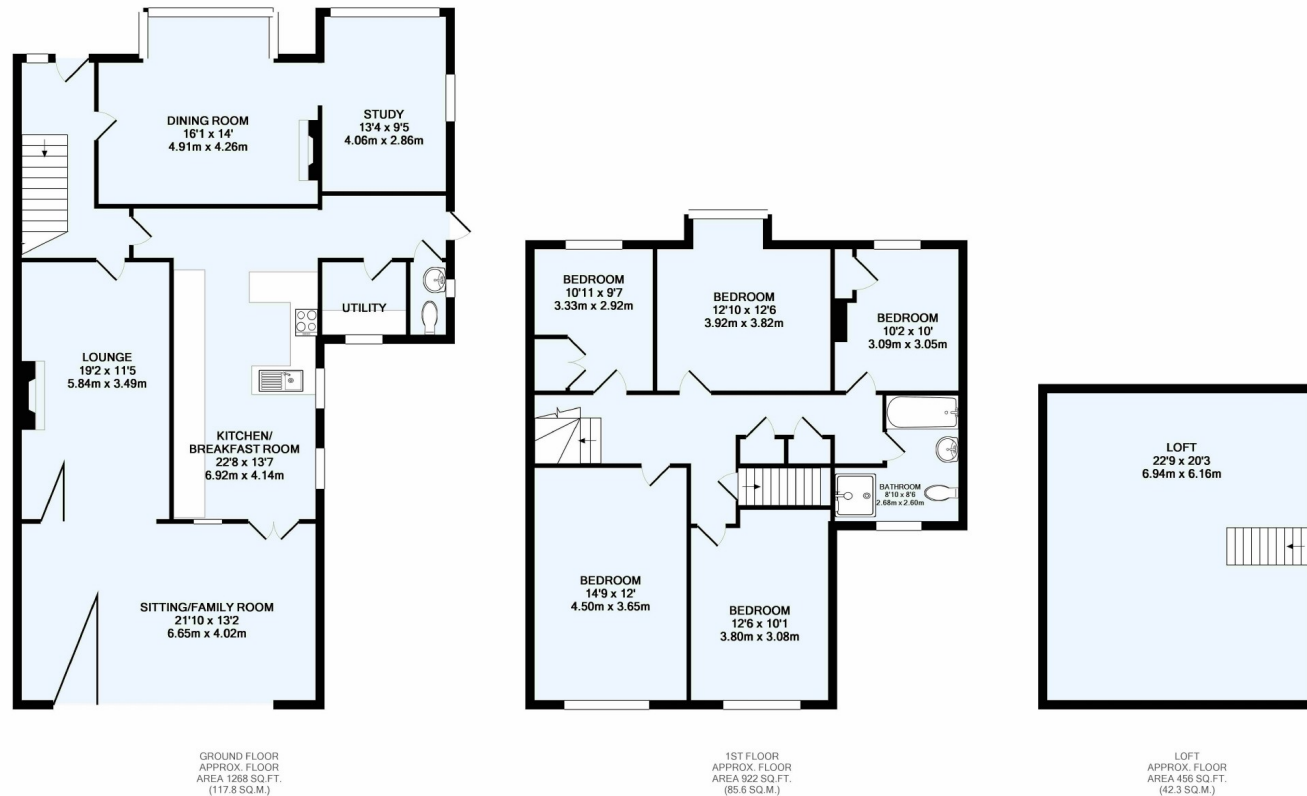 DINING ROOM
16'1 x 14'
4.91m x 4.26m
STUDY
13'4 x 9'5
4.06m x 2.86m
UTILITY
LOUNGE
19'2 x 11'5
5.84m x 3.49m
KITCHEN/
BREAKFAST ROOM
22'8 x 13'7
6.92m x 4.14m
SITTING/FAMILY ROOM
21'10 x 13'2
6.65m x 4.02m
GROUND FLOOR
APPROX. FLOOR
AREA 1268 SQ.FT.
(117.8 SQ.M.)
BEDROOM
10'11 x 9'7
3.33m x 2.92m
BEDROOM
12'10 x 12'6
3.92m x 3.82m
BEDROOM
10'2 x 10'
3.09m x 3.05m
BATHROOM
8'10 x 8'6
2.68m x 2.60m
BEDROOM
14'9 x 12'
4.50m x 3.65m
BEDROOM
12'6 x 10'1
3.80m x 3.08m
1ST FLOOR
APPROX. FLOOR
AREA 922 SQ.FT.
(85.6 SQ.M.)
LOFT
22'9 x 20'3
6.94m x 6.16m
LOFT
APPROX. FLOOR
AREA 456 SQ.FT.
(42.3 SQ.M.)